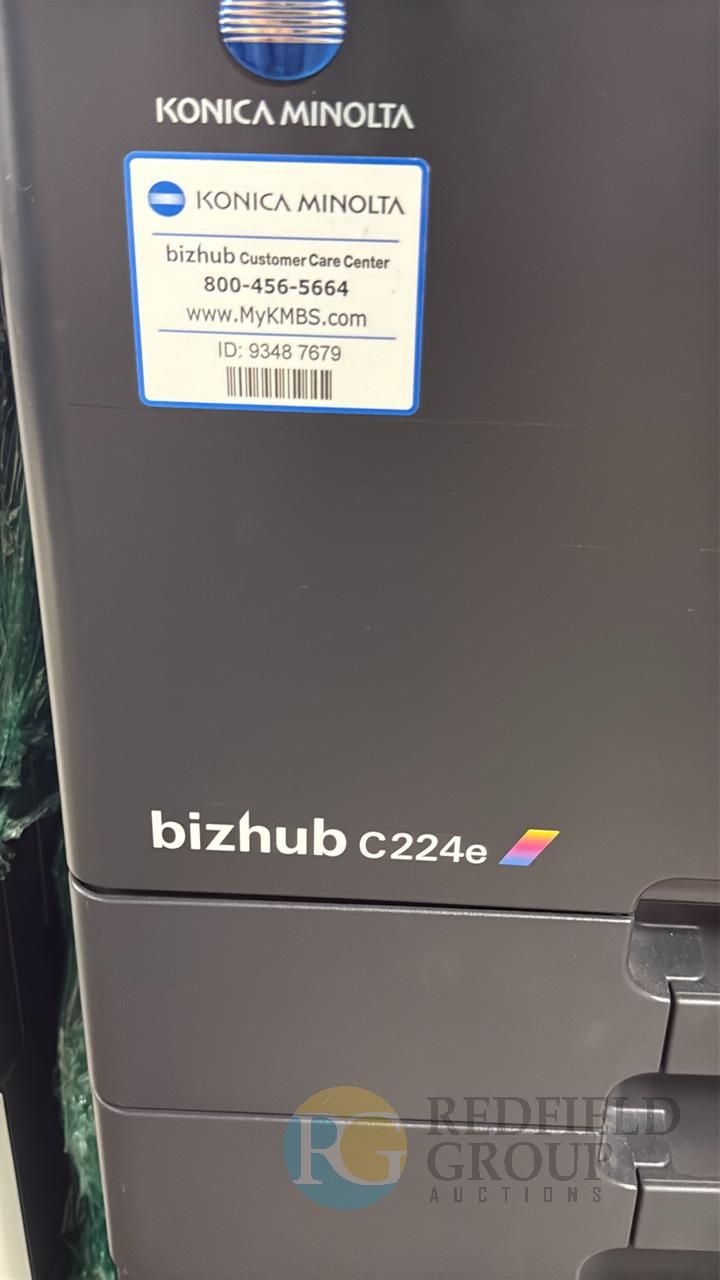 KONICA MINOLTA
KONICA MINOLTA
bizhub Customer Care Center
800-456-5664
www.MyKMBS.com
ID: 9348 7679
bizhub C224e
RG REDFIELD
GROUP
AUCTIONS